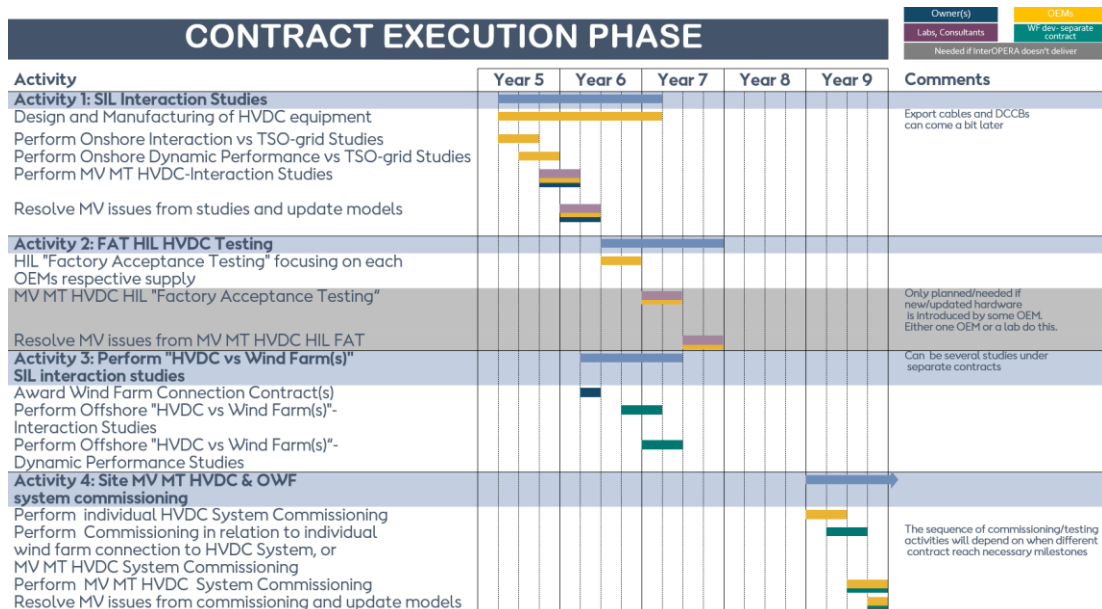 CONTRACT EXECUTION PHASE
Owner(s)
OEMs
Labs, Consultants
WF dev- separate
contract
Needed if InterOPERA doesn't deliver
Activity
Year 5
Year 6
Year 7
Year 8
Year 9
Comments
Activity 1: SIL Interaction Studies
Design and Manufacturing of HVDC equipment
Export cables and DCCBs
can come a bit later
Perform Onshore Interaction vs TSO-grid Studies
Perform Onshore Dynamic Performance vs TSO-grid Studies
Perform MV MT HVDC-Interaction Studies
Resolve MV issues from studies and update models
Activity 2: FAT HIL HVDC Testing
HIL "Factory Acceptance Testing" focusing on each
OEMs respective supply
MV MT HVDC HIL "Factory Acceptance Testing"
Only planned/needed if
new/updated hardware
is introduced by some OEM.
Either one OEM or a lab do this.
Resolve MV issues from MV MT HVDC HIL FAT
Activity 3: Perform "HVDC vs Wind Farm(s)"
SIL interaction studies
Can be several studies under
separate contracts
Award Wind Farm Connection Contract(s)
Perform Offshore "HVDC vs Wind Farm(s)"-
Interaction Studies
Perform Offshore "HVDC vs Wind Farm(s)"-
Dynamic Performance Studies
Activity 4: Site MV MT HVDC & OWF
system commissioning
Perform individual HVDC System Commissioning
Perform Commissioning in relation to individual
wind farm connection to HVDC System, or
MV MT HVDC System Commissioning
The sequence of commissioning/testing
activities will depend on when different
contract reach necessary milestones
Perform MV MT HVDC System Commissioning
Resolve MV issues from commissioning and update models